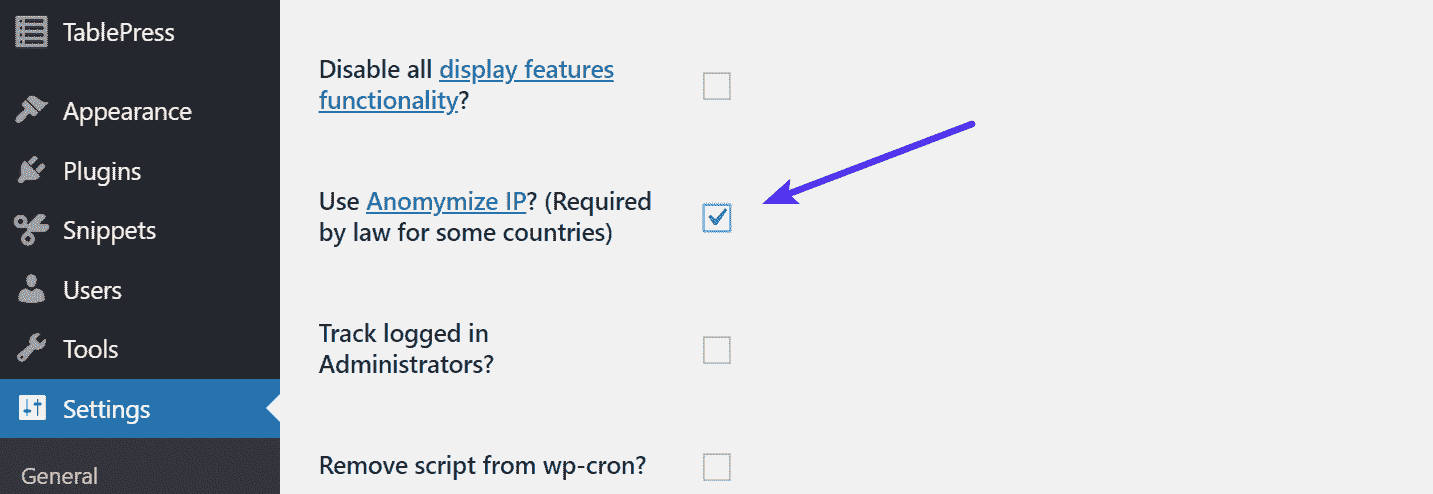 TablePress
Appearance
Plugins
Snippets
Users
Tools
Settings
General
Disable all display features
functionality?
Use Anomymize IP? (Required
by law for some countries)
Track logged in
Administrators?
Remove script from wp-cron?